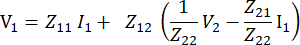 V₁ = Z₁₁ I₁ + Z₁₂ (1/Z₂₂ V₂ − Z₂₁/Z₂₂ I₁)